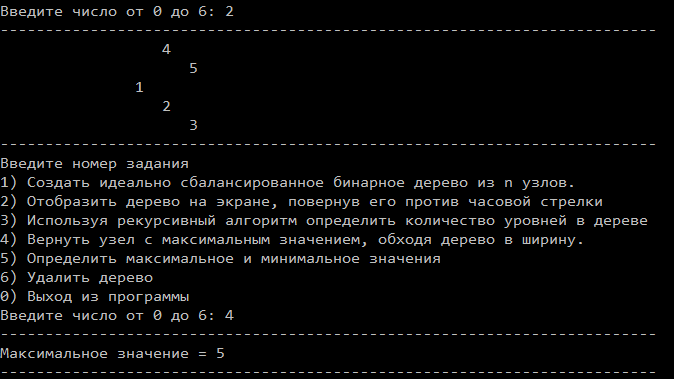 Введите число от 0 до 6: 2
-------------------------------------------------------------------------
4
5
1
2
3
-------------------------------------------------------------------------
Введите номер задания
1) Создать идеально сбалансированное бинарное дерево из n узлов.
2) Отобразить дерево на экране, повернув его против часовой стрелки
3) Используя рекурсивный алгоритм определить количество уровней в дереве
4) Вернуть узел с максимальным значением, обходя дерево в ширину.
5) Определить максимальное и минимальное значения
6) Удалить дерево
0) Выход из программы
Введите число от 0 до 6: 4
-------------------------------------------------------------------------
Максимальное значение = 5
-------------------------------------------------------------------------